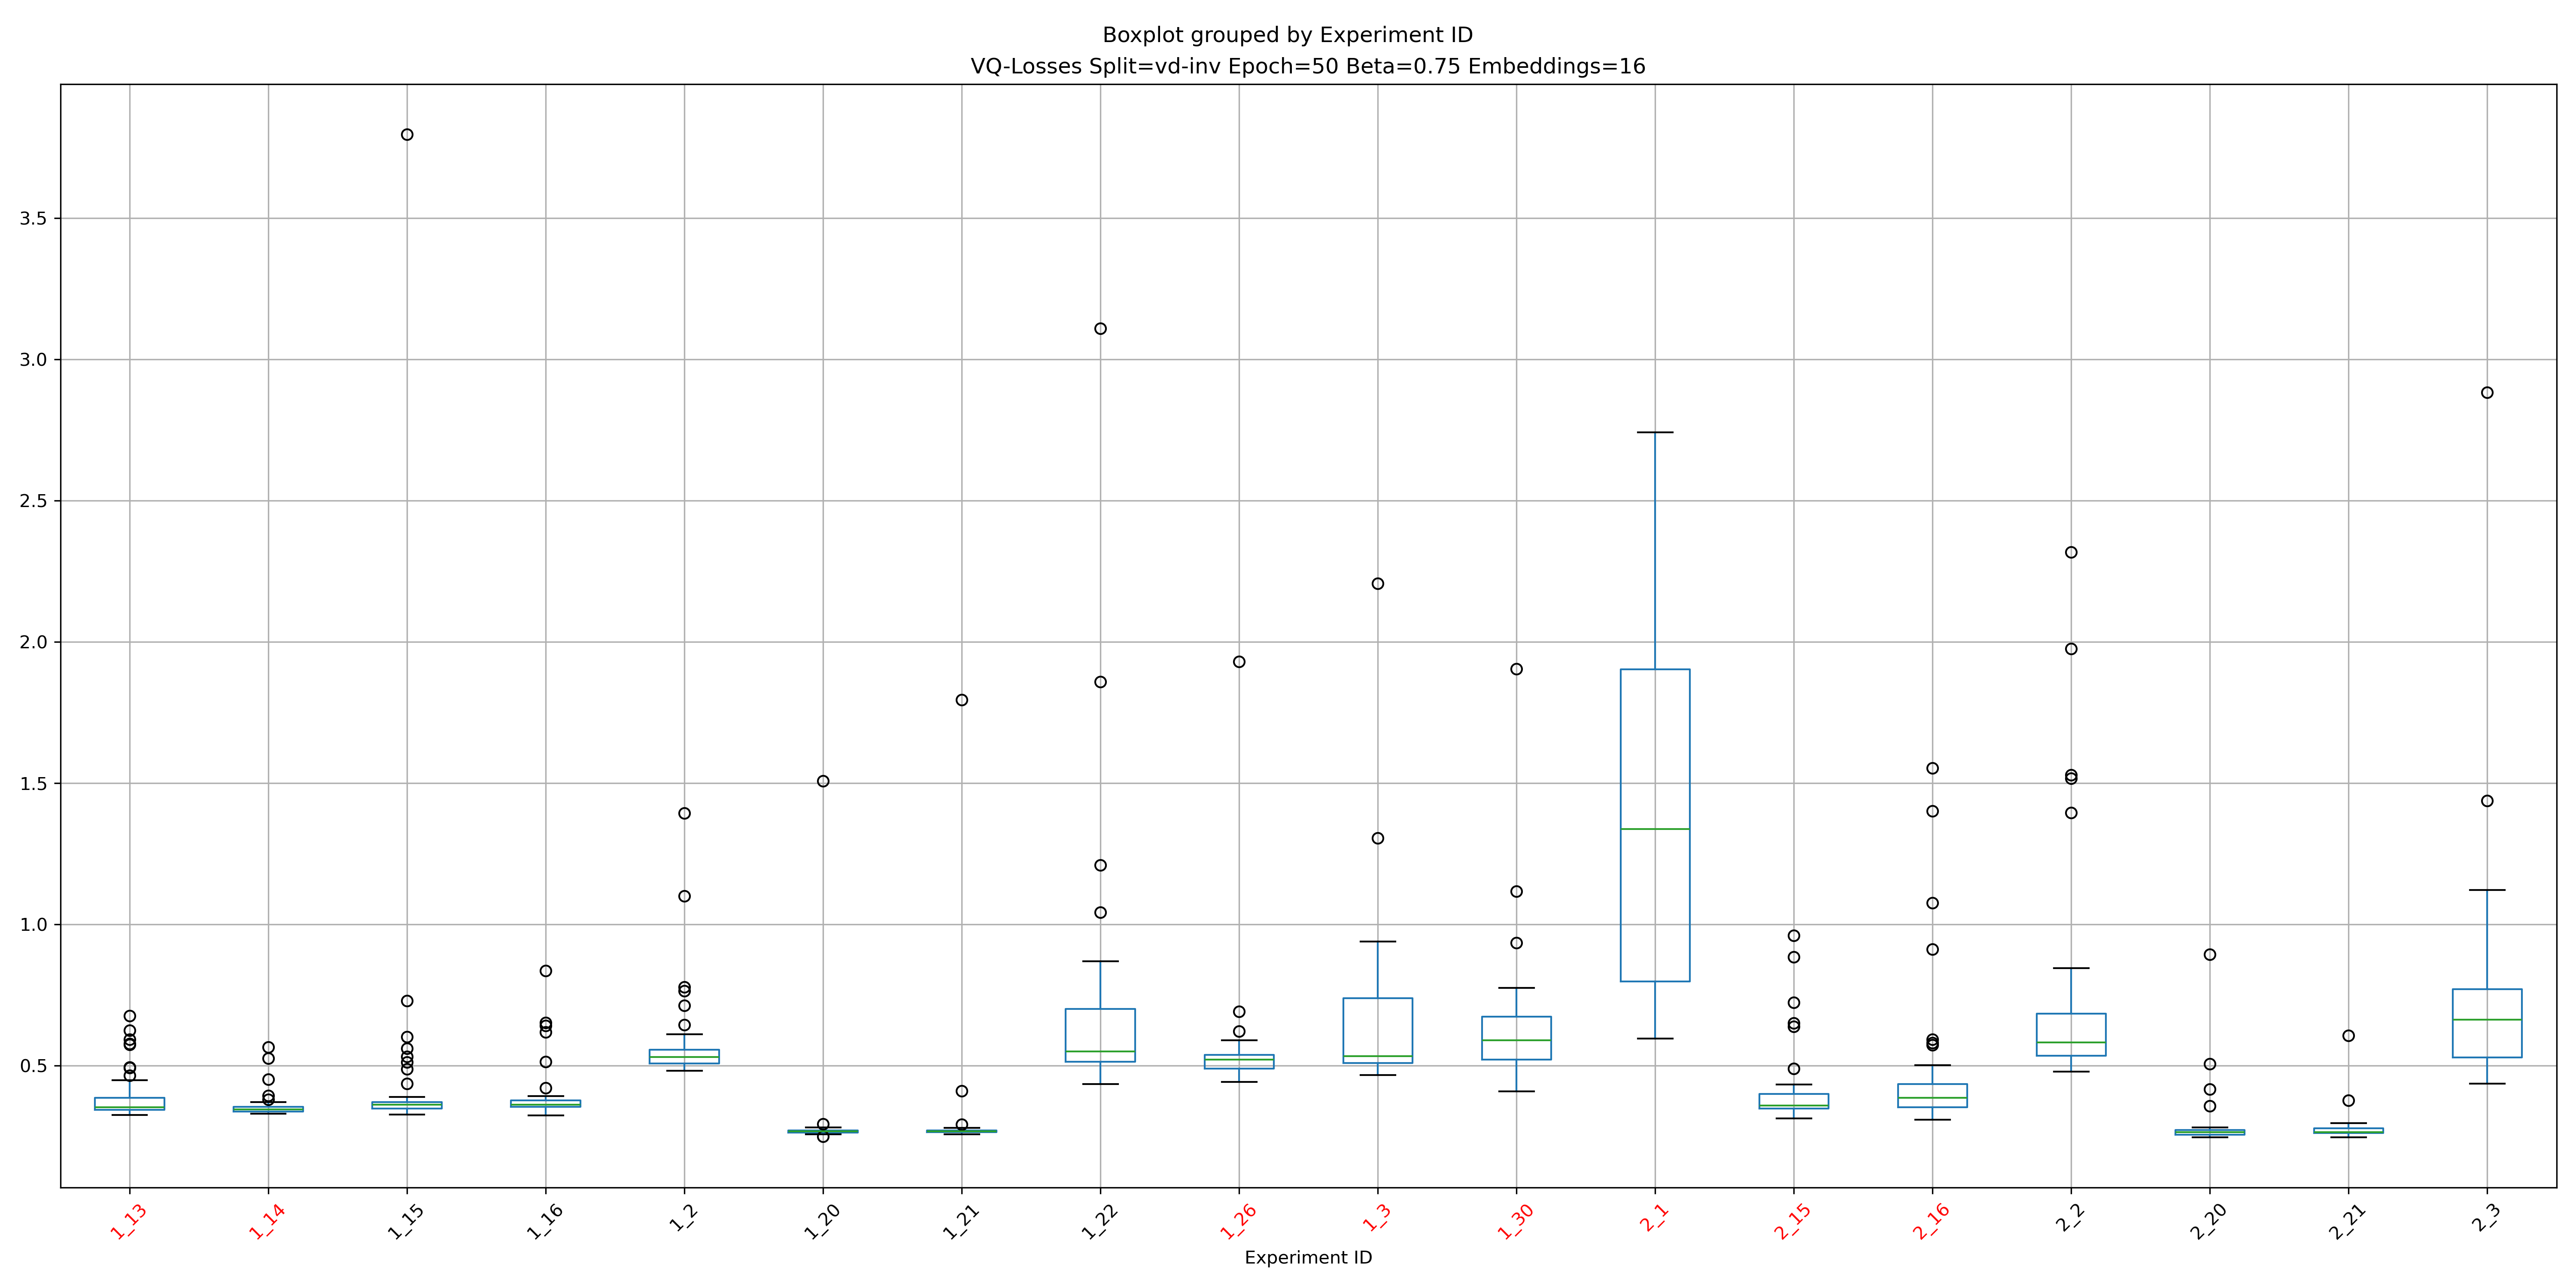 Boxplot grouped by Experiment ID
VQ-Losses Split=vd-inv Epoch=50 Beta=0.75 Embeddings=16
3.5
3.0
2.5
2.0
1.5
1.0
0.5
1_13 1_14 1_15 1_16 1_2 1_20 1_21 1_22 1_26 1_3 1_30 2_1 2_15 2_16 2_2 2_20 2_21 2_3
Experiment ID